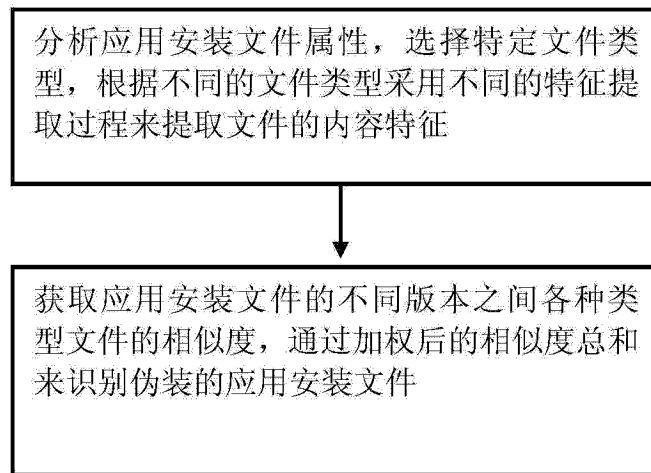 分析应用安装文件属性，选择特定文件类
型，根据不同的文件类型采用不同的特征提
取过程来提取文件的内容特征
获取应用安装文件的不同版本之间各种类
型文件的相似度，通过加权后的相似度总和
来识别伪装的应用安装文件